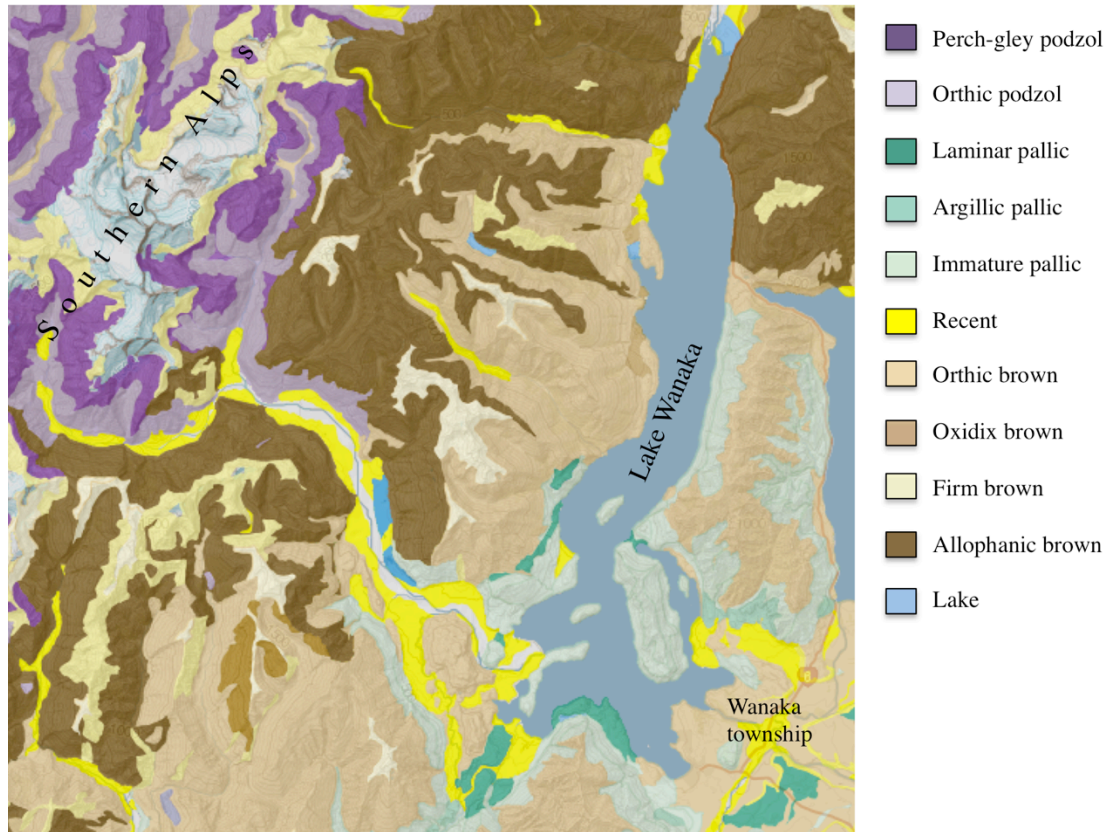 Southern Alps
Lake Wanaka
Wanaka
township
1500
Perch-gley podzol
Orthic podzol
Laminar pallic
Argillic pallic
Immature pallic
Recent
Orthic brown
Oxidix brown
Firm brown
Allophanic brown
Lake